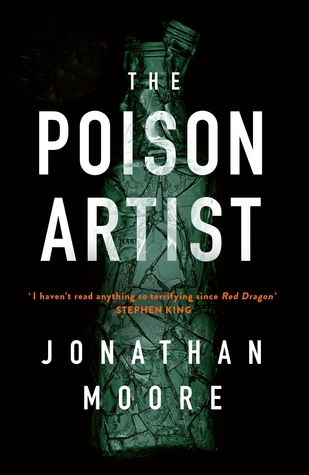 THE
POISON
ARTIST
‘I haven't read anything so terrifying since Red Dragon’
STEPHEN KING
JONATHAN
MOORE